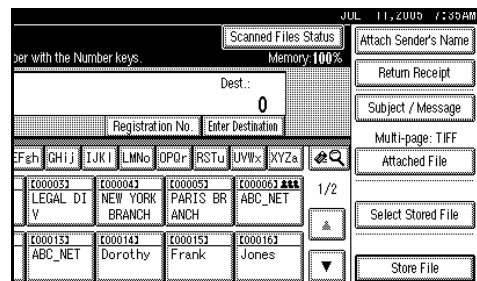 JUL 11,2005 7:35AM
Scanned Files Status
Attach Sender's Name
ber with the Number keys.
Memory:100%
Return Receipt
Dest.:
0
Subject / Message
Registration No.
Enter Destination
Multi-page: TIFF
Attached File
EFgh GHij IJKl LMNo OPQr RSTu UVWx XYZa
[00003] [00004] [00005] [00006]
1/2
LEGAL DI NEW YORK PARIS BR ABC_NET
V BRANCH ANCH
Select Stored File
[00013] [00014] [00015] [00016]
ABC_NET Dorothy Frank Jones
Store File